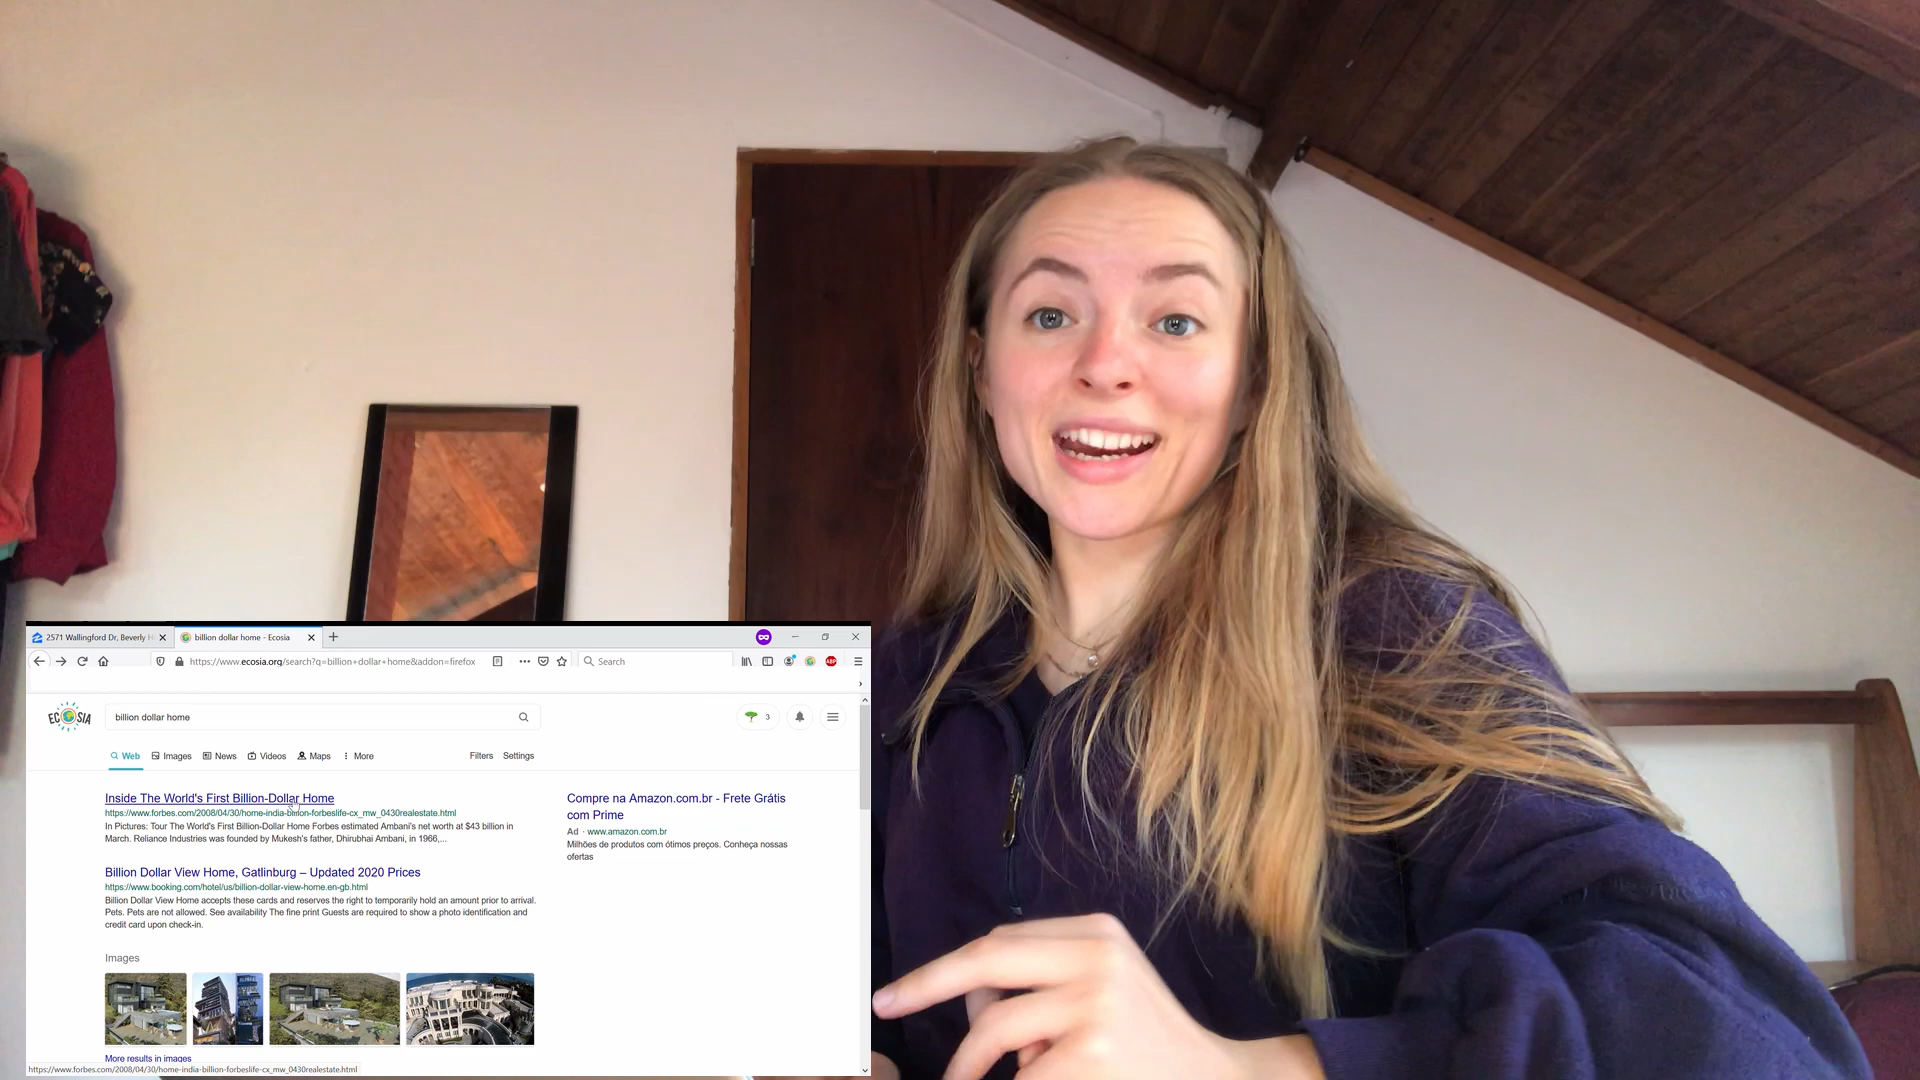 2571 Wallingford Dr, Beverly H
billion dollar home - Ecosia
https://www.ecosia.org/search?q=billion+dollar+home&addon=firefox
Search
ABP
ECOSIA
billion dollar home
3
Web
Images
News
Videos
Maps
More
Filters
Settings
Inside The World's First Billion-Dollar Home
https://www.forbes.com/2008/04/30/home-india-billion-forbeslife-cx_mw_0430realestate.html
In Pictures: Tour The World's First Billion-Dollar Home Forbes estimated Ambani's net worth at $43 billion in
March. Reliance Industries was founded by Mukesh's father, Dhirubhai Ambani, in 1966,...
Billion Dollar View Home, Gatlinburg – Updated 2020 Prices
https://www.booking.com/hotel/us/billion-dollar-view-home.en-gb.html
Billion Dollar View Home accepts these cards and reserves the right to temporarily hold an amount prior to arrival.
Pets. Pets are not allowed. See availability The fine print Guests are required to show a photo identification and
credit card upon check-in.
Compre na Amazon.com.br - Frete Grátis
com Prime
Ad · www.amazon.com.br
Milhões de produtos com ótimos preços. Conheça nossas
ofertas
Images
More results in images
https://www.forbes.com/2008/04/30/home-india-billion-forbeslife-cx_mw_0430realestate.html